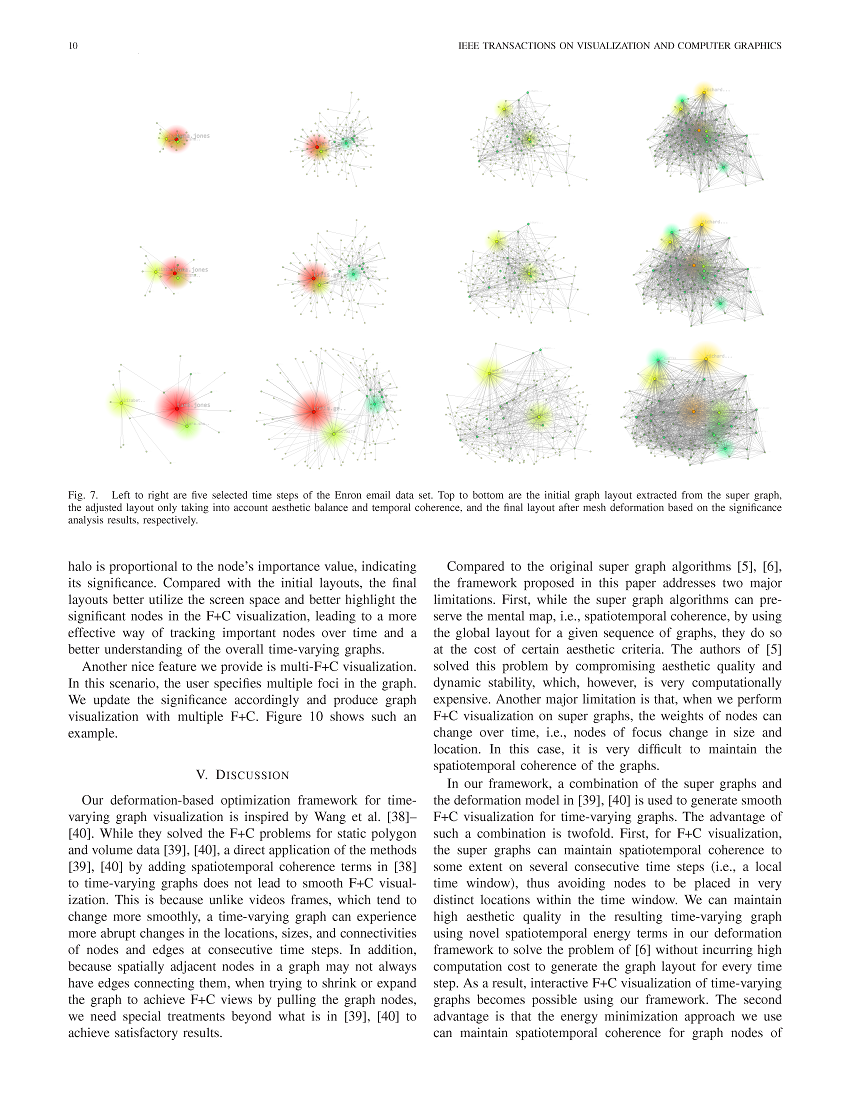 10
IEEE TRANSACTIONS ON VISUALIZATION AND COMPUTER GRAPHICS
Fig. 7. Left to right are five selected time steps of the Enron email data set. Top to bottom are the initial graph layout extracted from the super graph,
the adjusted layout only taking into account aesthetic balance and temporal coherence, and the final layout after mesh deformation based on the significance
analysis results, respectively.
halo is proportional to the node's importance value, indicating
its significance. Compared with the initial layouts, the final
layouts better utilize the screen space and better highlight the
significant nodes in the F+C visualization, leading to a more
effective way of tracking important nodes over time and a
better understanding of the overall time-varying graphs.
Another nice feature we provide is multi-F+C visualization.
In this scenario, the user specifies multiple foci in the graph.
We update the significance accordingly and produce graph
visualization with multiple F+C. Figure 10 shows such an
example.
V. DISCUSSION
Our deformation-based optimization framework for time-
varying graph visualization is inspired by Wang et al. [38]–
[40]. While they solved the F+C problems for static polygon
and volume data [39], [40], a direct application of the methods
[39], [40] by adding spatiotemporal coherence terms in [38]
to time-varying graphs does not lead to smooth F+C visual-
ization. This is because unlike videos frames, which tend to
change more smoothly, a time-varying graph can experience
more abrupt changes in the locations, sizes, and connectivities
of nodes and edges at consecutive time steps. In addition,
because spatially adjacent nodes in a graph may not always
have edges connecting them, when trying to shrink or expand
the graph to achieve F+C views by pulling the graph nodes,
we need special treatments beyond what is in [39], [40] to
achieve satisfactory results.
Compared to the original super graph algorithms [5], [6],
the framework proposed in this paper addresses two major
limitations. First, while the super graph algorithms can pre-
serve the mental map, i.e., spatiotemporal coherence, by using
the global layout for a given sequence of graphs, they do so
at the cost of certain aesthetic criteria. The authors of [5]
solved this problem by compromising aesthetic quality and
dynamic stability, which, however, is very computationally
expensive. Another major limitation is that, when we perform
F+C visualization on super graphs, the weights of nodes can
change over time, i.e., nodes of focus change in size and
location. In this case, it is very difficult to maintain the
spatiotemporal coherence of the graphs.
In our framework, a combination of the super graphs and
the deformation model in [39], [40] is used to generate smooth
F+C visualization for time-varying graphs. The advantage of
such a combination is twofold. First, for F+C visualization,
the super graphs can maintain spatiotemporal coherence to
some extent on several consecutive time steps (i.e., a local
time window), thus avoiding nodes to be placed in very
distinct locations within the time window. We can maintain
high aesthetic quality in the resulting time-varying graph
using novel spatiotemporal energy terms in our deformation
framework to solve the problem of [6] without incurring high
computation cost to generate the graph layout for every time
step. As a result, interactive F+C visualization of time-varying
graphs becomes possible using our framework. The second
advantage is that the energy minimization approach we use
can maintain spatiotemporal coherence for graph nodes of